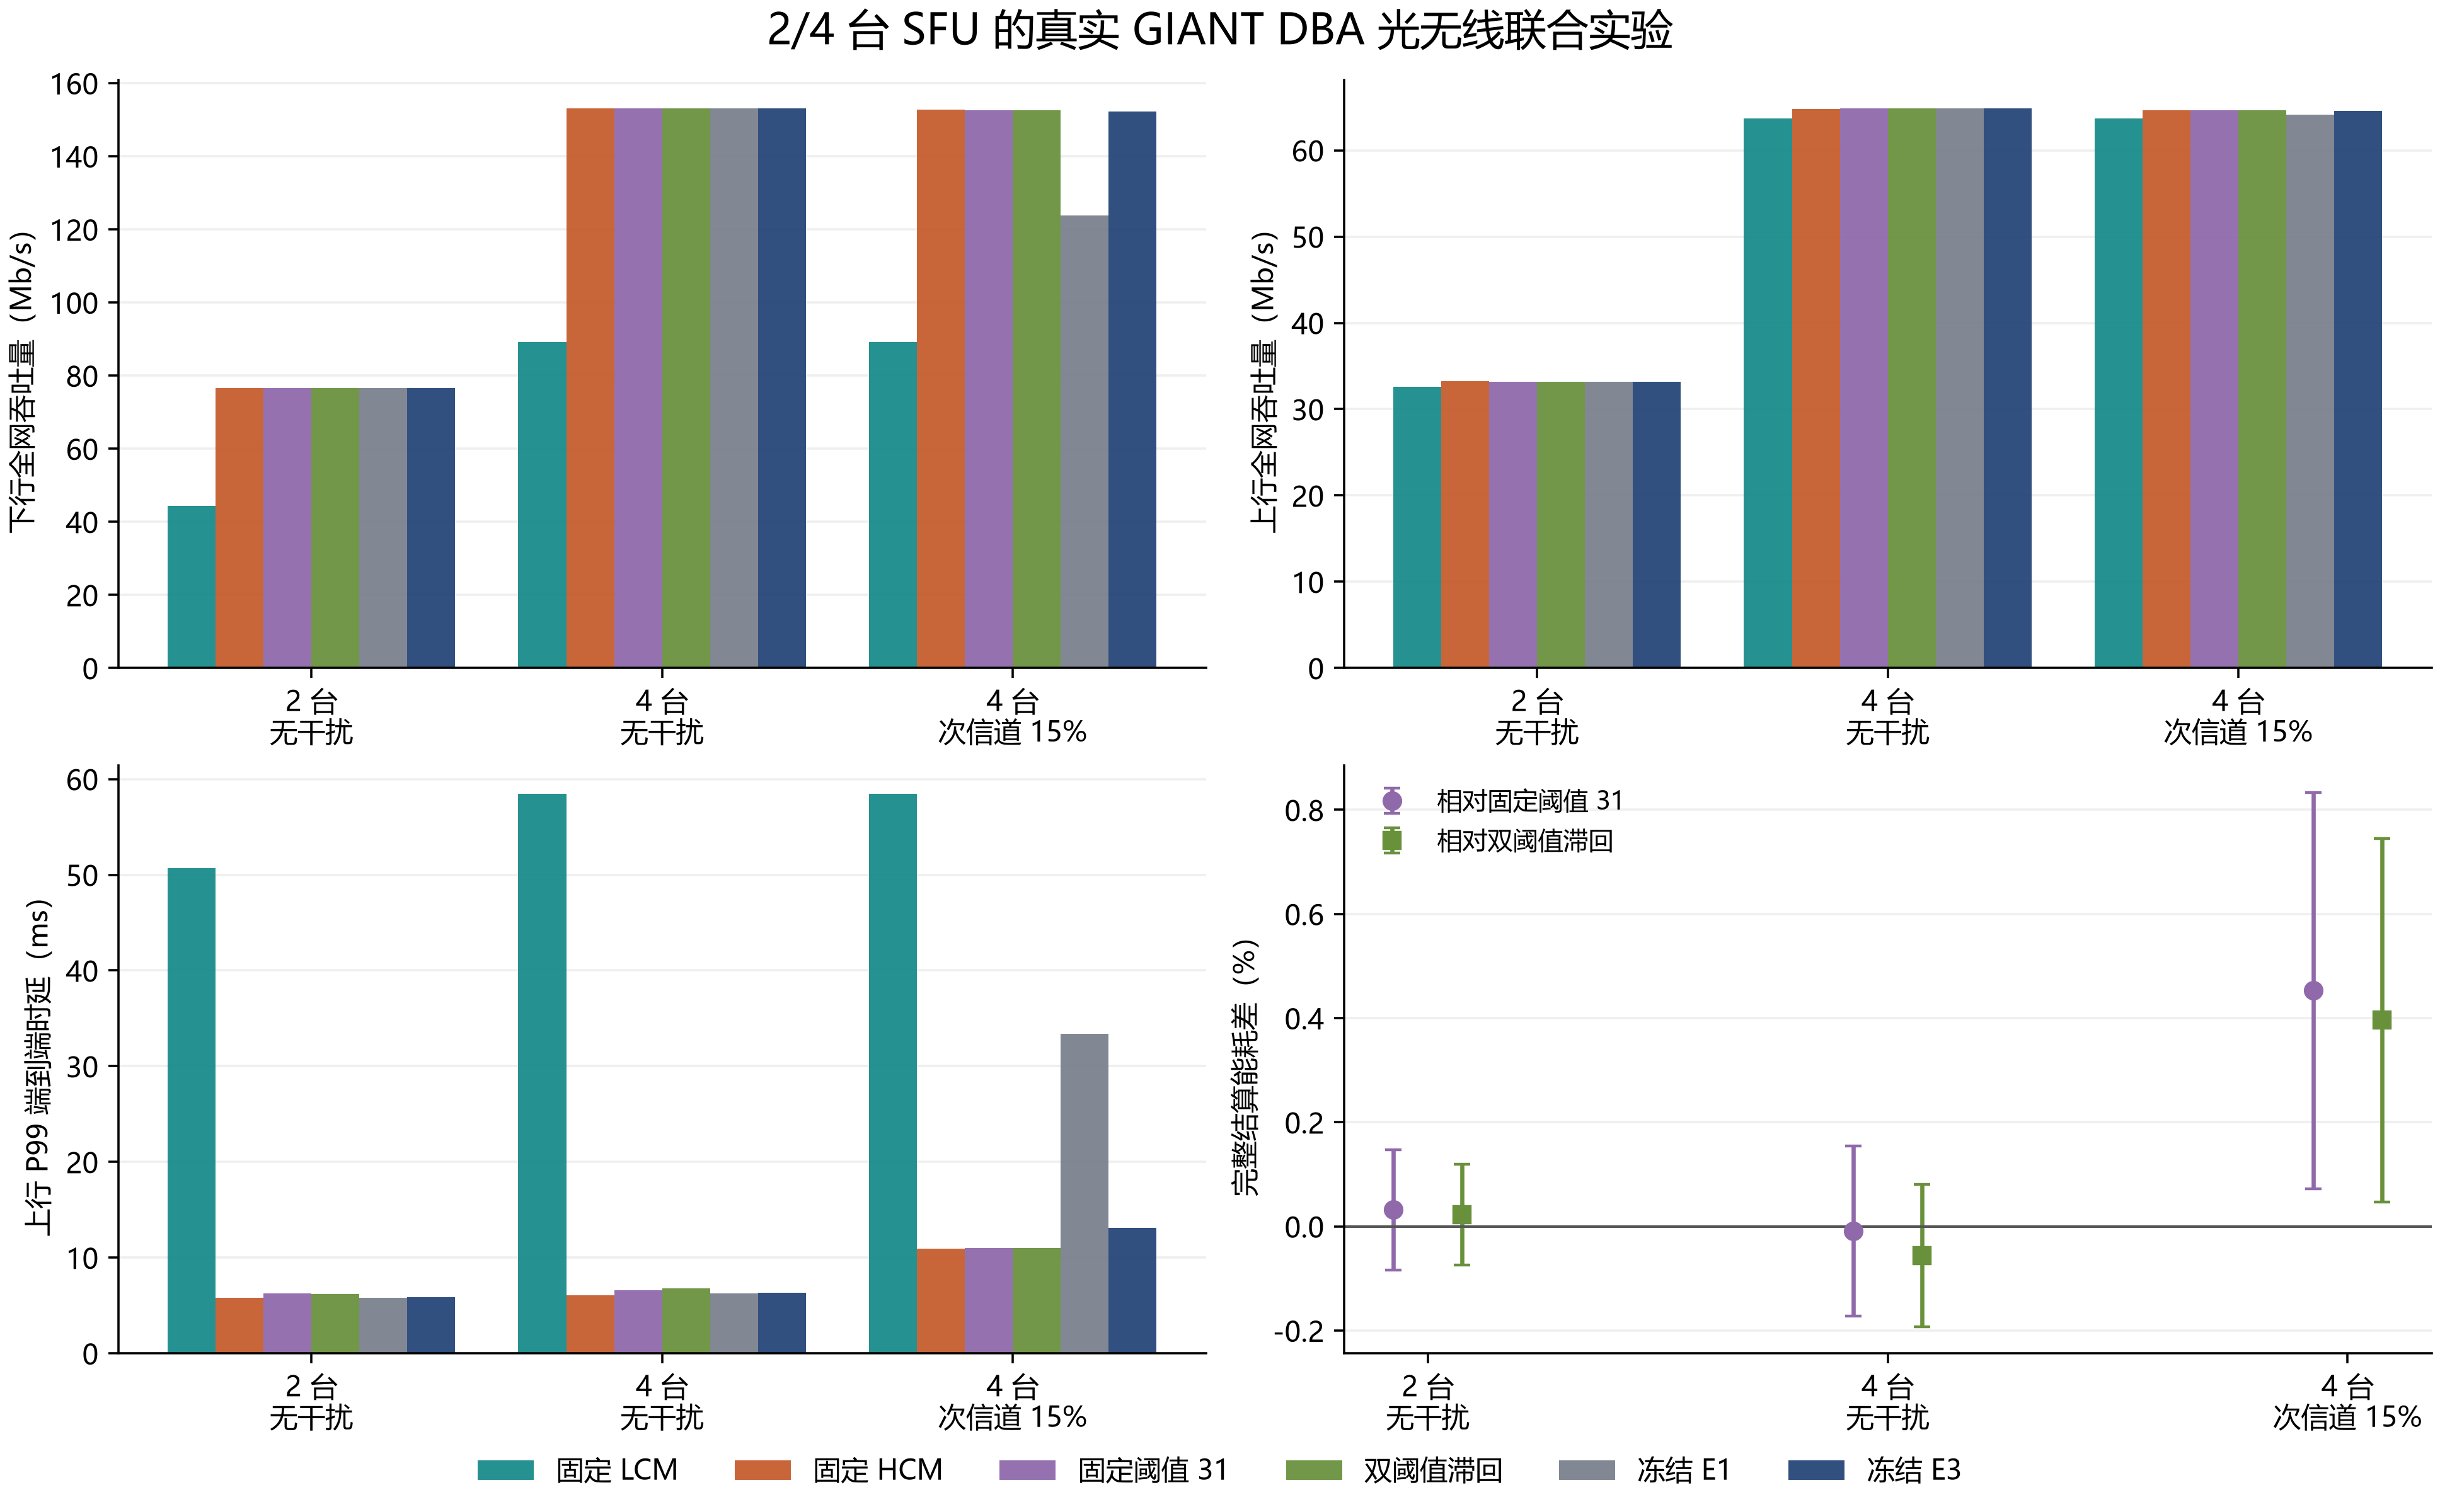 2/4 台 SFU 的真实 GIANT DBA 光无线联合实验
下行全网吞吐量（Mb/s）
160
140
120
100
80
60
40
20
0
2 台
无干扰
4 台
无干扰
4 台
次信道 15%
上行全网吞吐量（Mb/s）
60
50
40
30
20
10
0
2 台
无干扰
4 台
无干扰
4 台
次信道 15%
上行 P99 端到端时延（ms）
60
50
40
30
20
10
0
2 台
无干扰
4 台
无干扰
4 台
次信道 15%
完整结算能耗差（%）
0.8
0.6
0.4
0.2
0.0
-0.2
相对固定阈值 31
相对双阈值滞回
2 台
无干扰
4 台
无干扰
4 台
次信道 15%
固定 LCM
固定 HCM
固定阈值 31
双阈值滞回
冻结 E1
冻结 E3